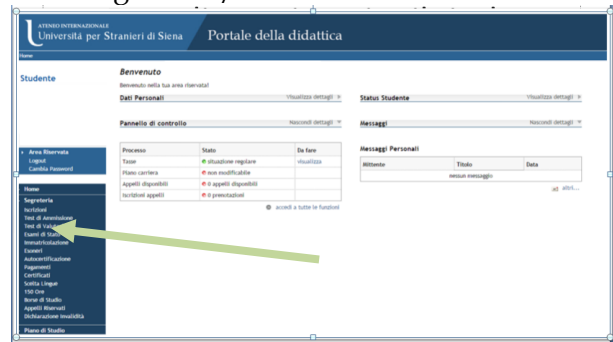 ATENEO INTERNAZIONALE
Università per Stranieri di Siena
Portale della didattica
Home
Studente
Benvenuto
Benvenuto nella tua area riservata!
Dati Personali
Visualizza dettagli
Status Studente
Visualizza dettagli
Pannello di controllo
Nascondi dettagli
Messaggi
Nascondi dettagli
Processo Stato Da fare
Tasse situazione regolare visualizza
Piano carriera non modificabile
Appelli disponibili 0 appelli disponibili
Iscrizioni appelli 0 prenotazioni
accedi a tutte le funzioni
Messaggi Personali
Mittente Titolo Data
nessun messaggio
altri...
Area Riservata
Logout
Cambia Password
Home
Segreteria
Iscrizioni
Test di Ammissione
Test di
Esami di Stato
Immatricolazione
Esoneri
Autocertificazione
Pagamenti
Certificati
Scelta Lingue
150 Ore
Borse di Studio
Appelli Riservati
Dichiarazione Invalidità
Piano di Studio